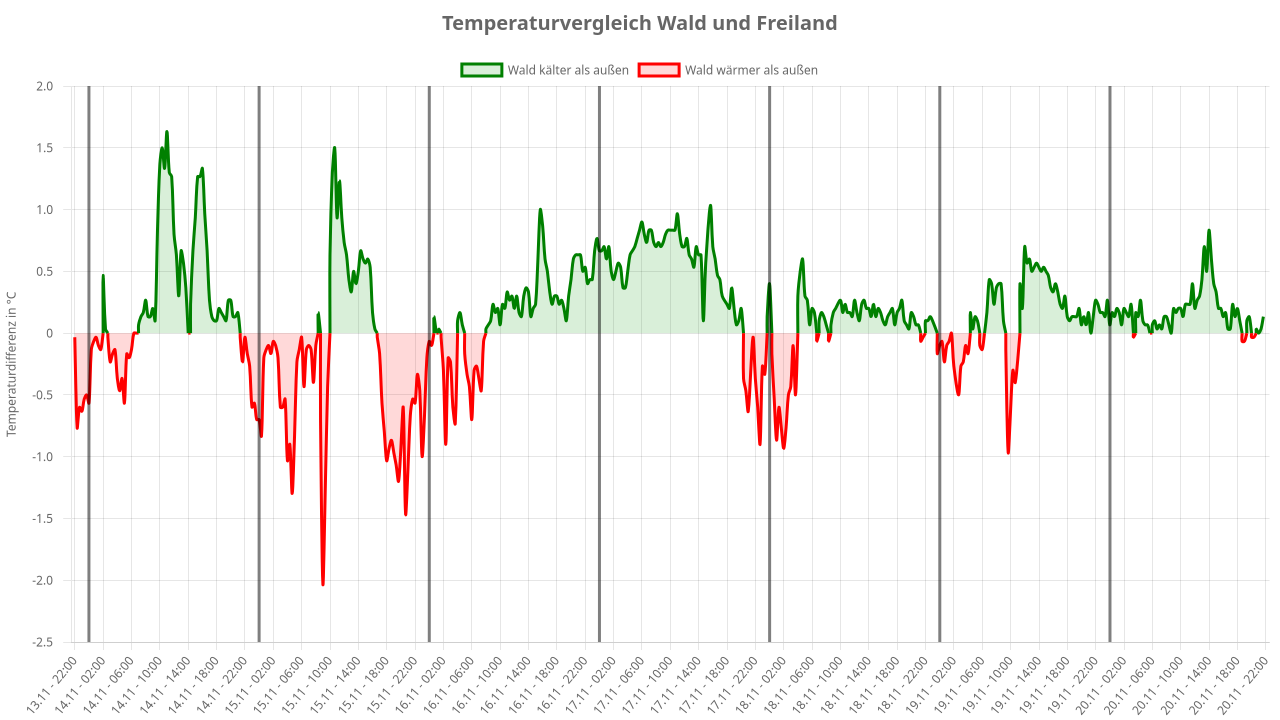 Temperaturvergleich Wald und Freiland
Wald kälter als außen
Wald wärmer als außen
Temperaturdifferenz in °C
2.0
1.5
1.0
0.5
0
-0.5
-1.0
-1.5
-2.0
-2.5
13.11 - 22:00
14.11 - 02:00
14.11 - 06:00
14.11 - 10:00
14.11 - 14:00
14.11 - 18:00
14.11 - 22:00
15.11 - 02:00
15.11 - 06:00
15.11 - 10:00
15.11 - 14:00
15.11 - 18:00
15.11 - 22:00
16.11 - 02:00
16.11 - 06:00
16.11 - 10:00
16.11 - 14:00
16.11 - 18:00
16.11 - 22:00
17.11 - 02:00
17.11 - 06:00
17.11 - 10:00
17.11 - 14:00
17.11 - 18:00
17.11 - 22:00
18.11 - 02:00
18.11 - 06:00
18.11 - 10:00
18.11 - 14:00
18.11 - 18:00
18.11 - 22:00
19.11 - 02:00
19.11 - 06:00
19.11 - 10:00
19.11 - 14:00
19.11 - 18:00
19.11 - 22:00
20.11 - 02:00
20.11 - 06:00
20.11 - 10:00
20.11 - 14:00
20.11 - 18:00
20.11 - 22:00